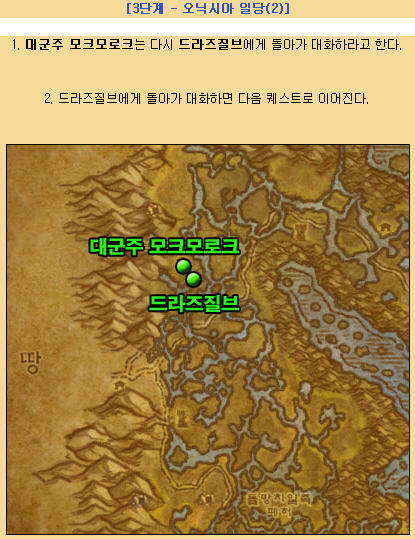 [3단계 - 오닉시아 일당(2)]
1. 대군주 모크모로크는 다시 드라즈질브에게 돌아가 대화하라고 한다.
2. 드라즈질브에게 돌아가 대화하면 다음 퀘스트로 이어진다.
대군주 모크모로크
드라즈질브
땅
폐허